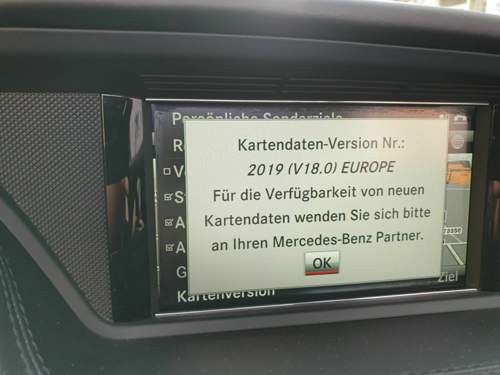 Persönliche Sonderziele
Kartendaten-Version Nr.:
2019 (V18.0) EUROPE
Für die Verfügbarkeit von neuen
Kartendaten wenden Sie sich bitte
an Ihren Mercedes-Benz Partner.
OK
Ziel
Kartenversion